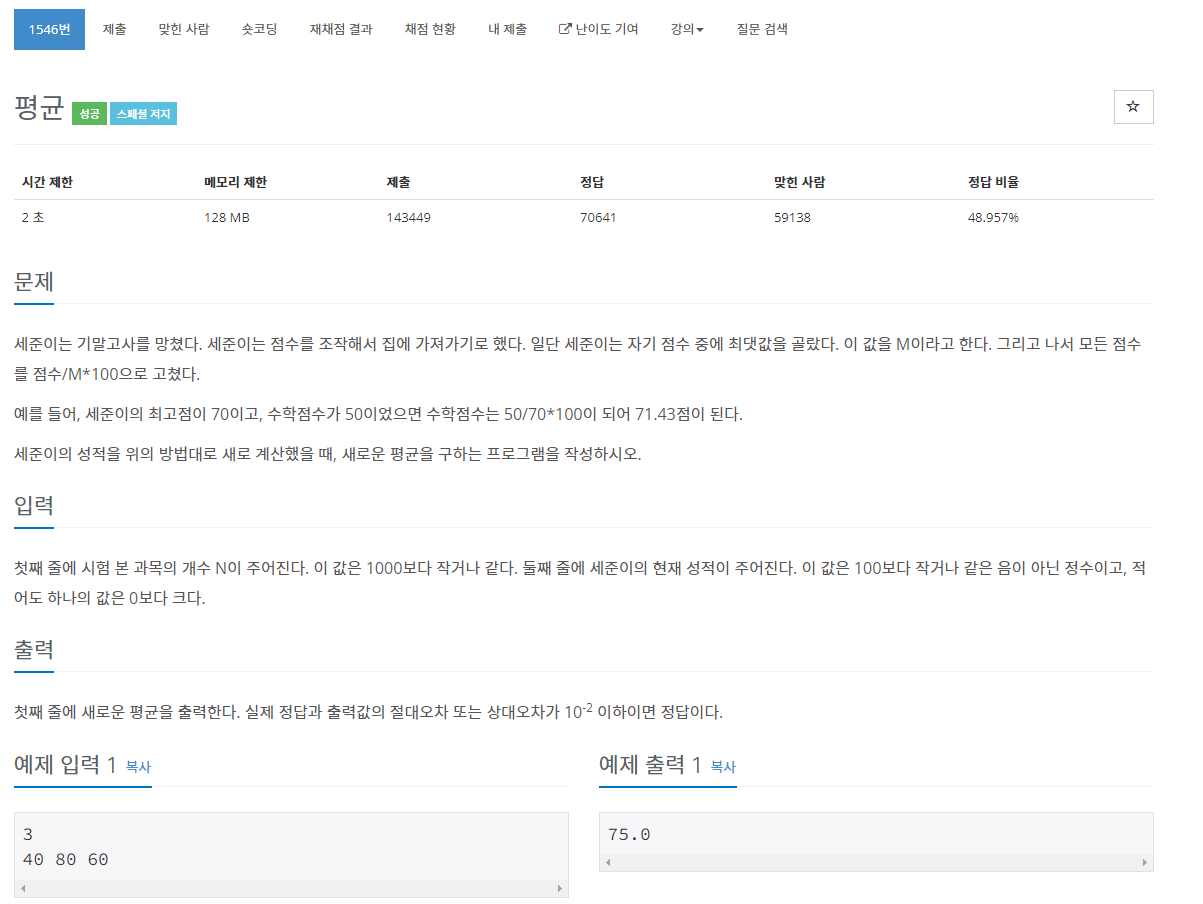 1546번 제출 맞힌 사람 숏코딩 재채점 결과 채점 현황 내 제출 난이도 기여 강의 질문 검색
평균 성공 스페셜 저지
시간 제한 메모리 제한 제출 정답 맞힌 사람 정답 비율
2 초 128 MB 143449 70641 59138 48.957%
문제
세준이는 기말고사를 망쳤다. 세준이는 점수를 조작해서 집에 가져가기로 했다. 일단 세준이는 자기 점수 중에 최댓값을 골랐다. 이 값을 M이라고 한다. 그리고 나서 모든 점수
를 점수/M*100으로 고쳤다.
예를 들어, 세준이의 최고점이 70이고, 수학점수가 50이었으면 수학점수는 50/70*100이 되어 71.43점이 된다.
세준이의 성적을 위의 방법대로 새로 계산했을 때, 새로운 평균을 구하는 프로그램을 작성하시오.
입력
첫째 줄에 시험 본 과목의 개수 N이 주어진다. 이 값은 1000보다 작거나 같다. 둘째 줄에 세준이의 현재 성적이 주어진다. 이 값은 100보다 작거나 같은 음이 아닌 정수이고, 적
어도 하나의 값은 0보다 크다.
출력
첫째 줄에 새로운 평균을 출력한다. 실제 정답과 출력값의 절대오차 또는 상대오차가 10⁻² 이하이면 정답이다.
예제 입력 1 복사
3
40 80 60
예제 출력 1 복사
75.0